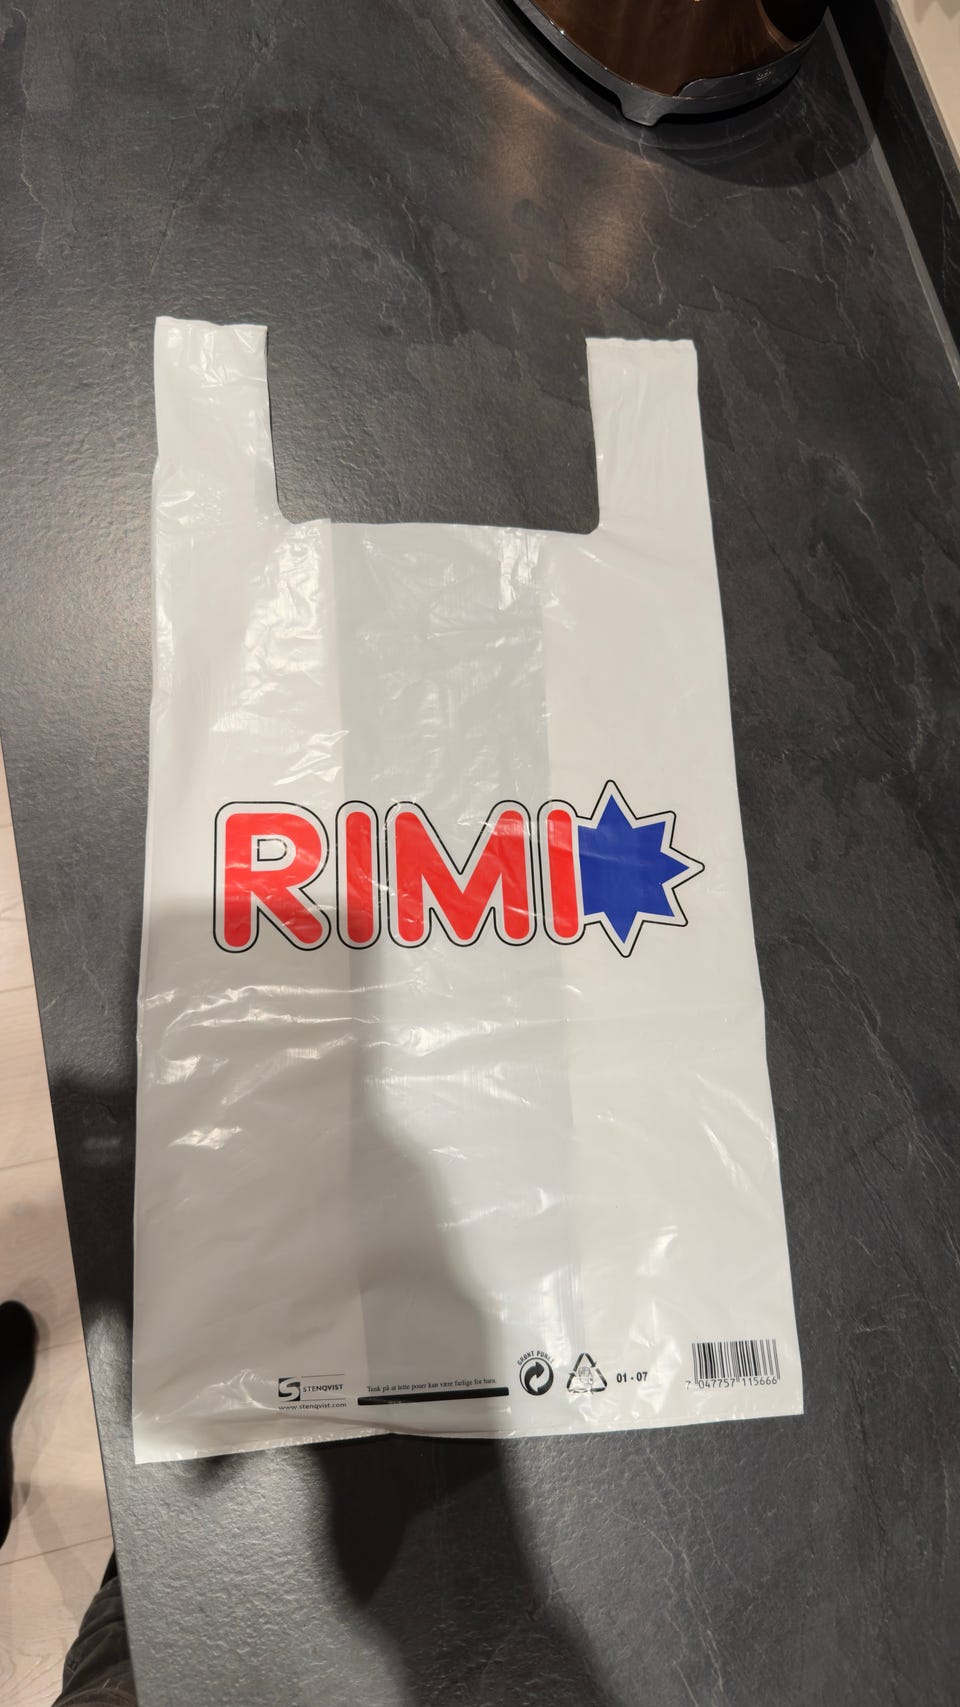 RIMI
STENQVIST
www.stenqvist.com
Tenk på at tette poser kan være farlige for barn.
GRØNT PUNKT
01 - 07
7 047757 115666